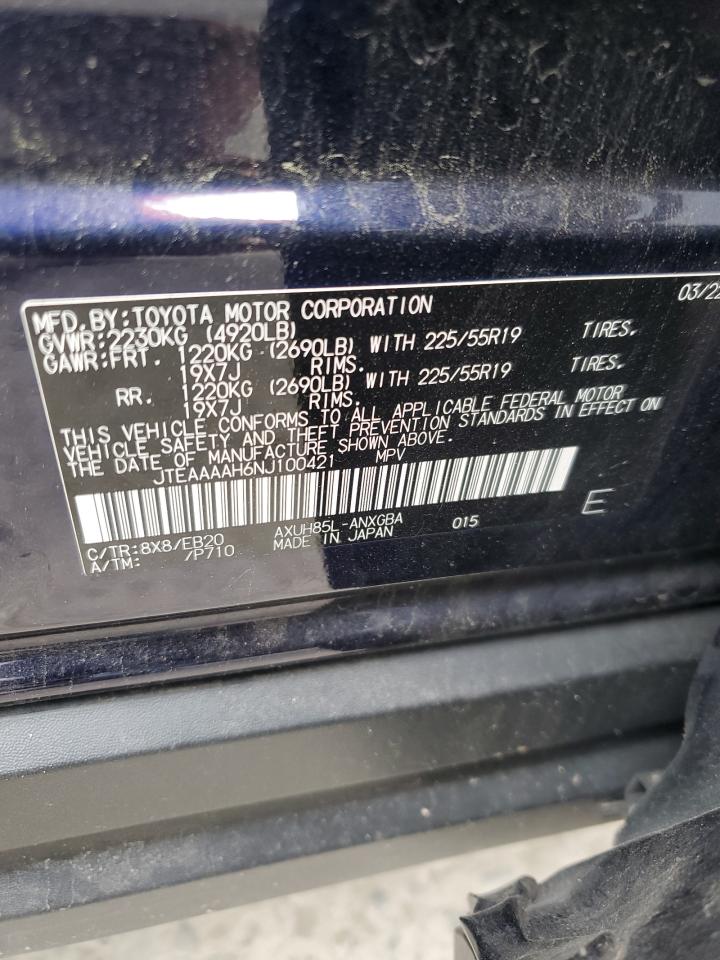 MFD.BY:TOYOTA MOTOR CORPORATION 03/22
GVWR:2230KG (4920LB)
GAWR:FRT. 1220KG (2690LB) WITH 225/55R19 TIRES.
19X7J RIMS.
RR. 1220KG (2690LB) WITH 225/55R19 TIRES.
19X7J RIMS.
THIS VEHICLE CONFORMS TO ALL APPLICABLE FEDERAL MOTOR
VEHICLE SAFETY AND THEFT PREVENTION STANDARDS IN EFFECT ON
THE DATE OF MANUFACTURE SHOWN ABOVE.
JTEAAAAH6NJ100421 MPV
C/TR:8X8/EB20 AXUH85L-ANXGBA 015 E
A/TM: /P710 MADE IN JAPAN